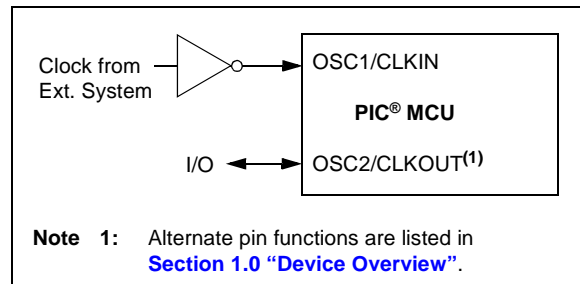 Clock from
Ext. System
OSC1/CLKIN
PIC® MCU
I/O
OSC2/CLKOUT(1)
Note 1: Alternate pin functions are listed in
Section 1.0 “Device Overview”.